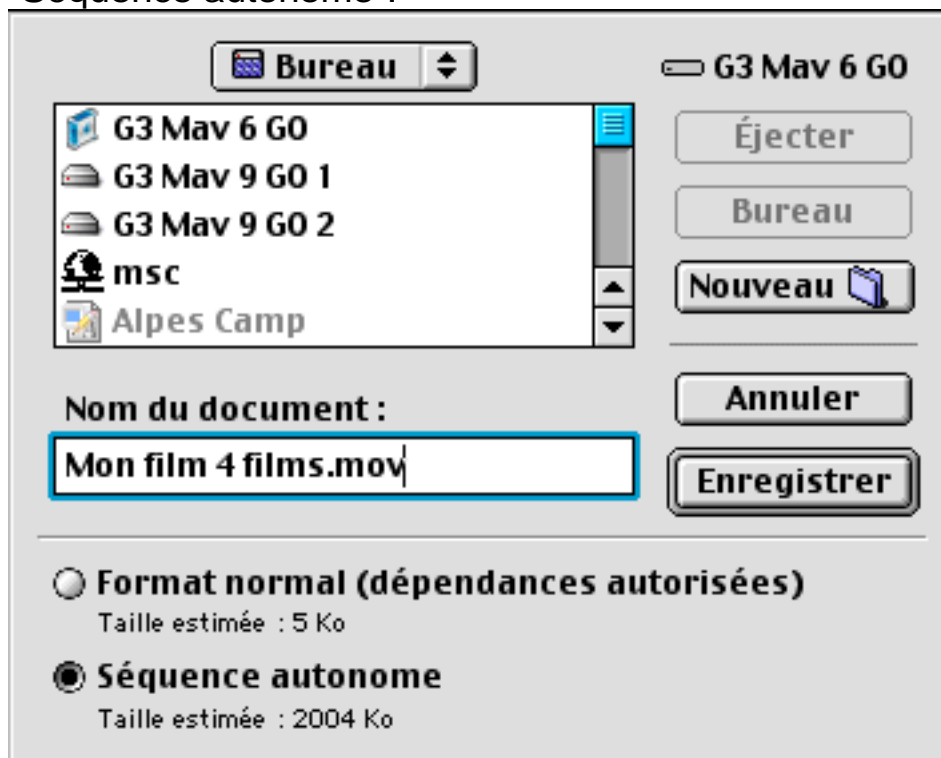 Bureau
G3 Mav 6 GO
G3 Mav 6 GO
G3 Mav 9 GO 1
G3 Mav 9 GO 2
msc
Alpes Camp
Éjecter
Bureau
Nouveau
Nom du document :
Mon film 4 films.mov
Annuler
Enregistrer
Format normal (dépendances autorisées)
Taille estimée : 5 Ko
Séquence autonome
Taille estimée : 2004 Ko